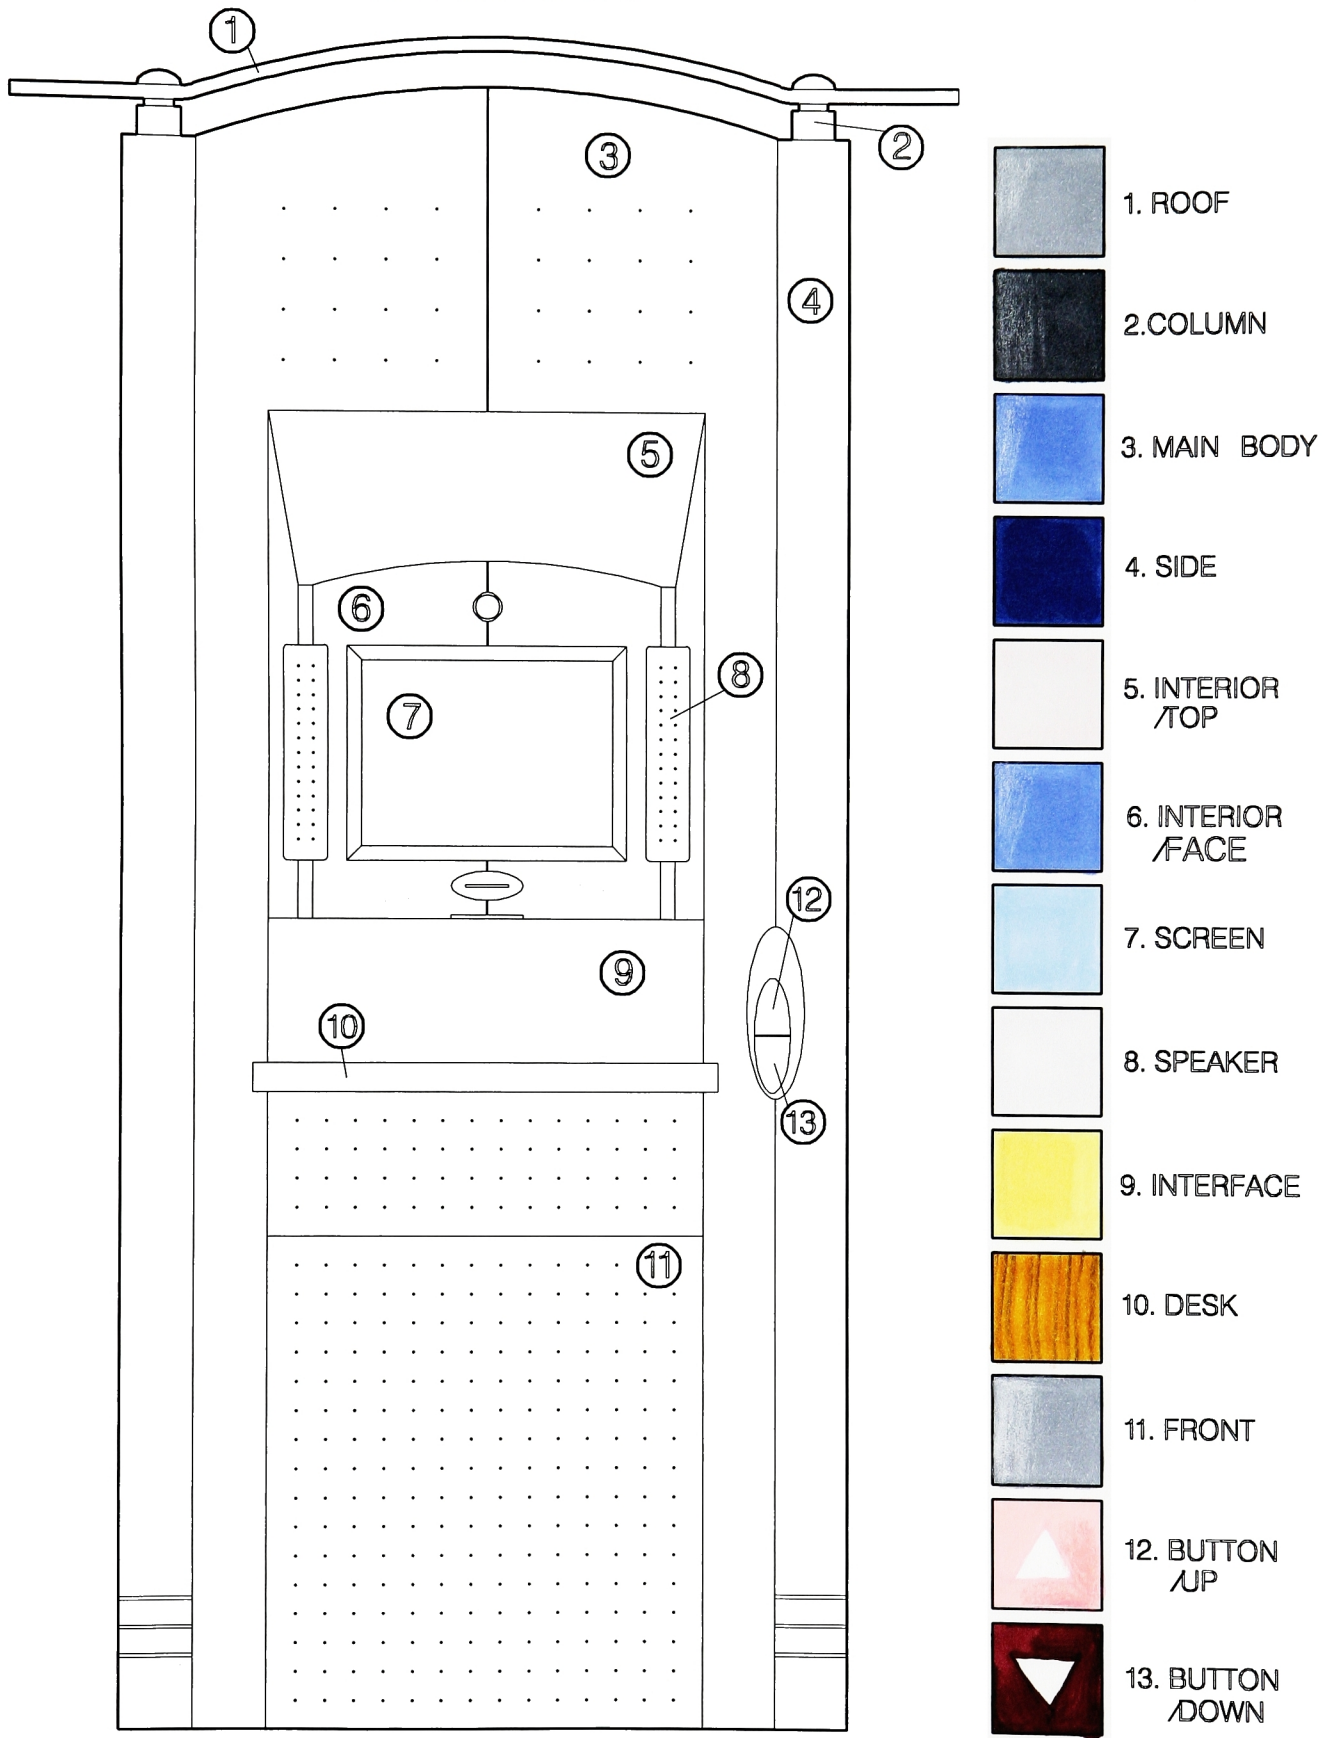 1
2
3
4
5
6
7
8
9
10
11
12
13
1. ROOF
2.COLUMN
3. MAIN BODY
4. SIDE
5. INTERIOR
/TOP
6. INTERIOR
/FACE
7. SCREEN
8. SPEAKER
9. INTERFACE
10. DESK
11. FRONT
12. BUTTON
/UP
13. BUTTON
/DOWN